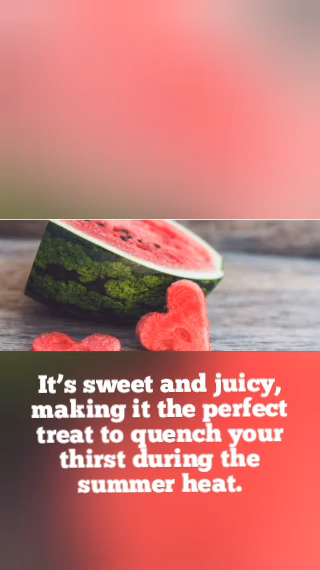 It’s sweet and juicy,
making it the perfect
treat to quench your
thirst during the
summer heat.